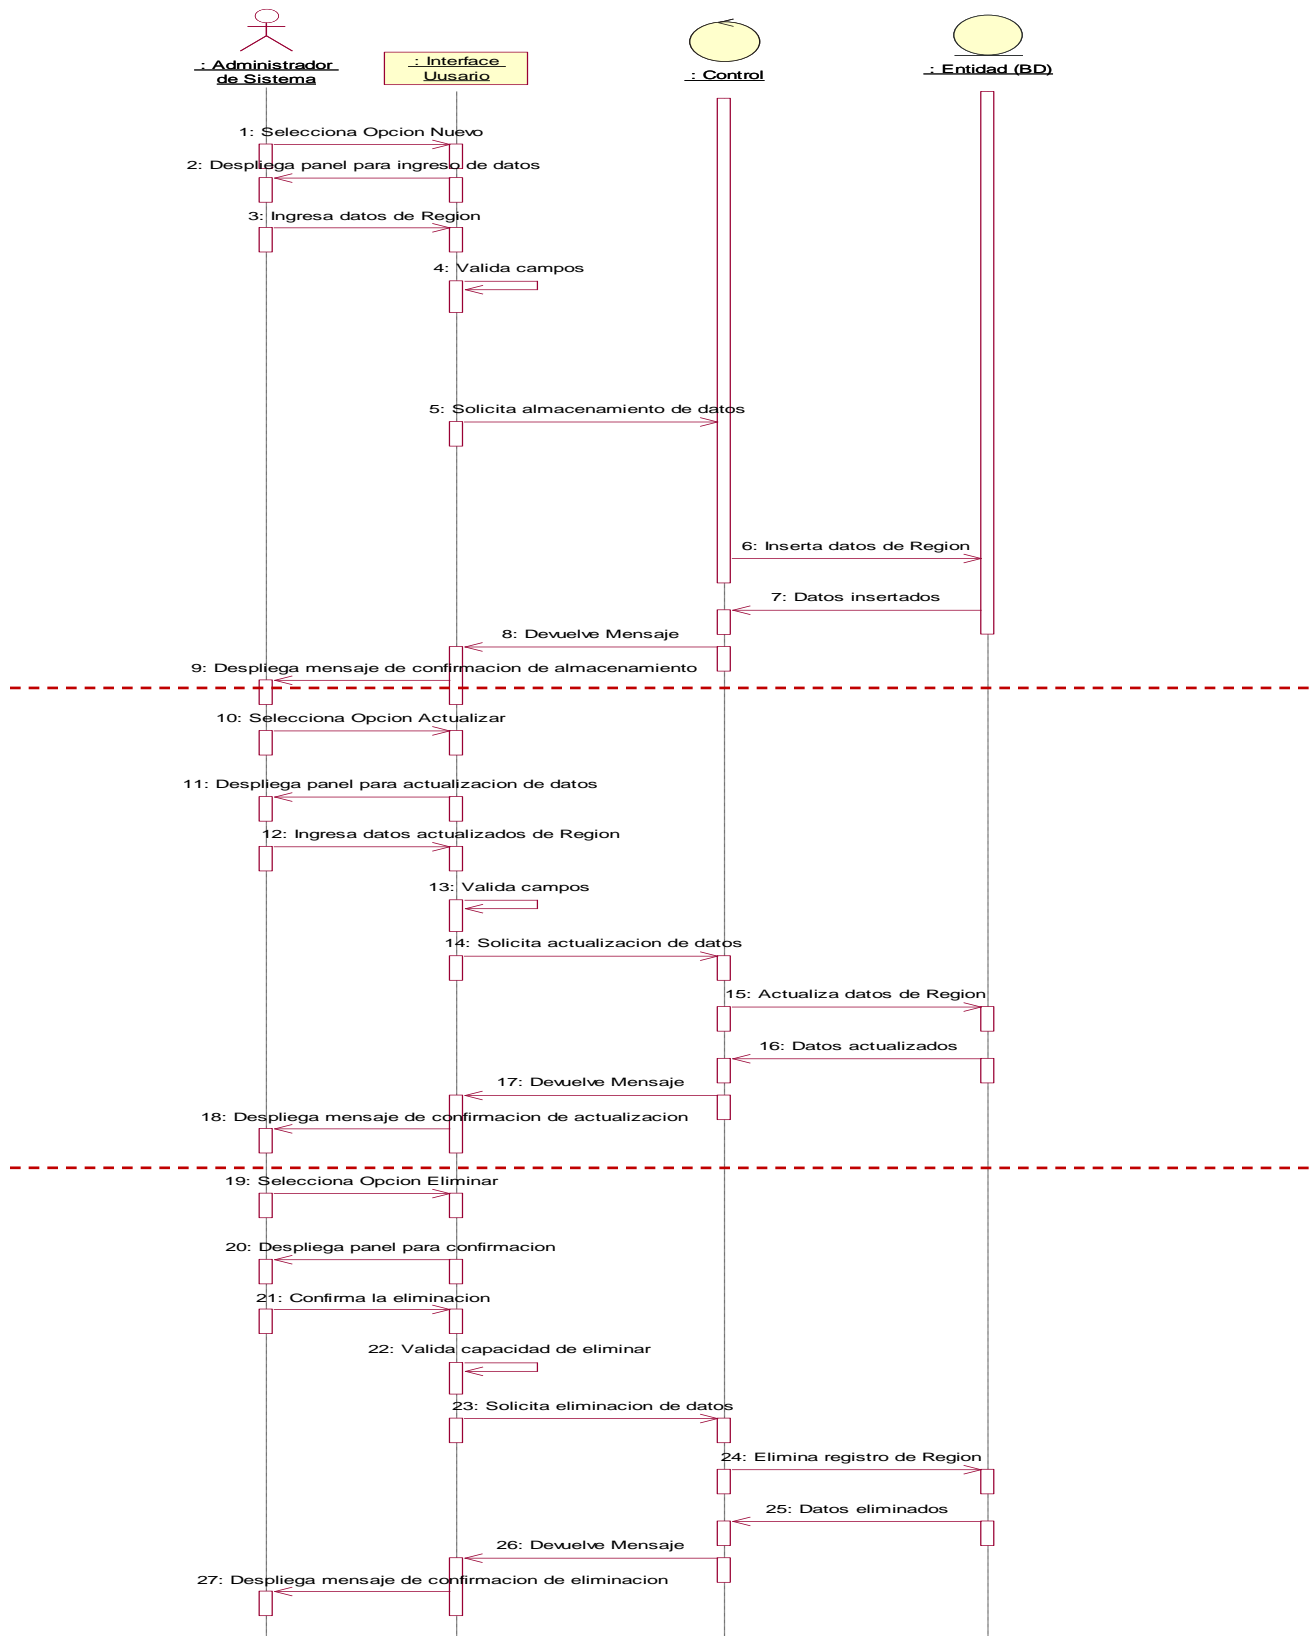 : Administrador
de Sistema
: Interface
Uusario
: Control
: Entidad (BD)
1: Selecciona Opcion Nuevo
2: Despliega panel para ingreso de datos
3: Ingresa datos de Region
4: Valida campos
5: Solicita almacenamiento de datos
6: Inserta datos de Region
7: Datos insertados
8: Devuelve Mensaje
9: Despliega mensaje de confirmacion de almacenamiento
10: Selecciona Opcion Actualizar
11: Despliega panel para actualizacion de datos
12: Ingresa datos actualizados de Region
13: Valida campos
14: Solicita actualizacion de datos
15: Actualiza datos de Region
16: Datos actualizados
17: Devuelve Mensaje
18: Despliega mensaje de confirmacion de actualizacion
19: Selecciona Opcion Eliminar
20: Despliega panel para confirmacion
21: Confirma la eliminacion
22: Valida capacidad de eliminar
23: Solicita eliminacion de datos
24: Elimina registro de Region
25: Datos eliminados
26: Devuelve Mensaje
27: Despliega mensaje de confirmacion de eliminacion